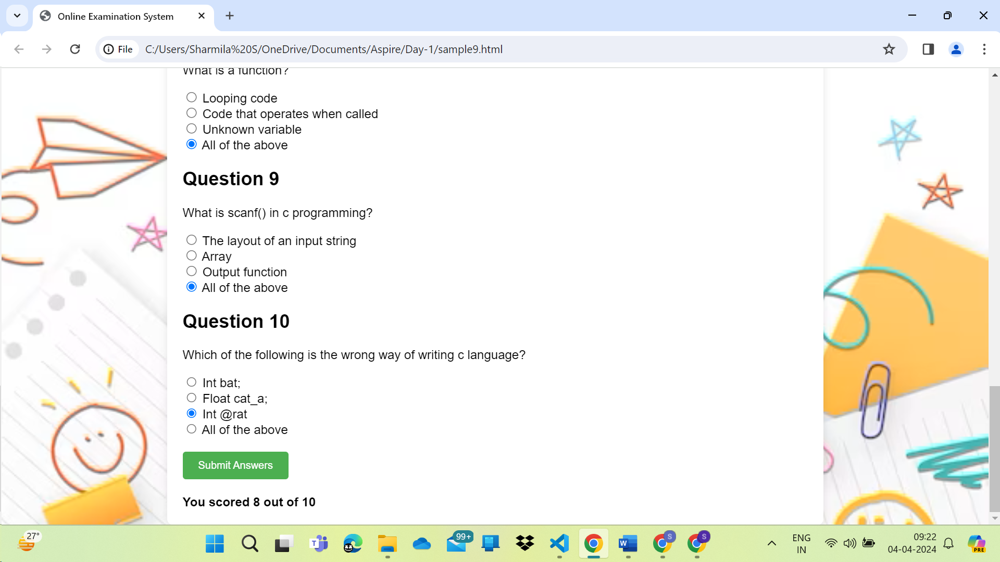 Online Examination System
File
C:/Users/Sharmila%20S/OneDrive/Documents/Aspire/Day-1/sample9.html
What is a function?
Looping code
Code that operates when called
Unknown variable
All of the above
Question 9
What is scanf() in c programming?
The layout of an input string
Array
Output function
All of the above
Question 10
Which of the following is the wrong way of writing c language?
Int bat;
Float cat_a;
Int @rat
All of the above
Submit Answers
You scored 8 out of 10
27°
T
99+
W
S
S
ENG
IN
09:22
04-04-2024
PRE